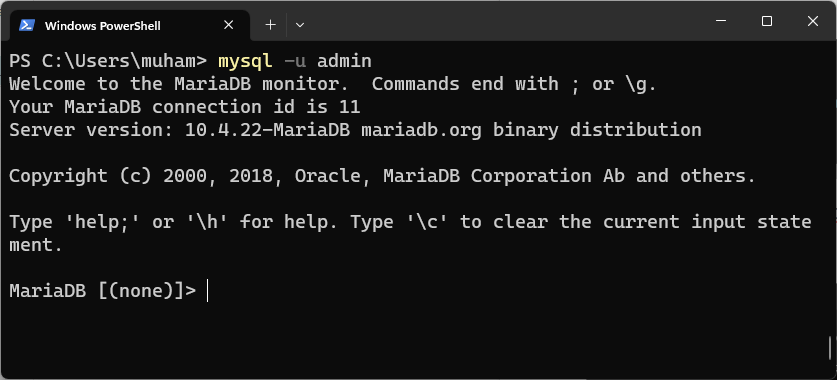 Windows PowerShell
PS C:\Users\muham> mysql -u admin
Welcome to the MariaDB monitor.  Commands end with ; or \g.
Your MariaDB connection id is 11
Server version: 10.4.22-MariaDB mariadb.org binary distribution
Copyright (c) 2000, 2018, Oracle, MariaDB Corporation Ab and others.
Type 'help;' or '\h' for help. Type '\c' to clear the current input state
ment.
MariaDB [(none)]>